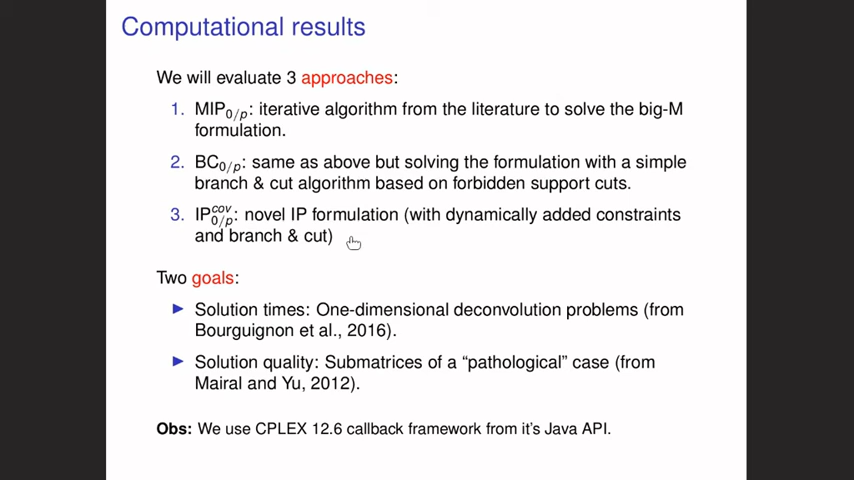 Computational results
We will evaluate 3 approaches:
1. MIP0/p: iterative algorithm from the literature to solve the big-M
formulation.
2. BC0/p: same as above but solving the formulation with a simple
branch & cut algorithm based on forbidden support cuts.
3. IP0/p^cov: novel IP formulation (with dynamically added constraints
and branch & cut)
Two goals:
▶ Solution times: One-dimensional deconvolution problems (from
Bourguignon et al., 2016).
▶ Solution quality: Submatrices of a “pathological” case (from
Mairal and Yu, 2012).
Obs: We use CPLEX 12.6 callback framework from it's Java API.